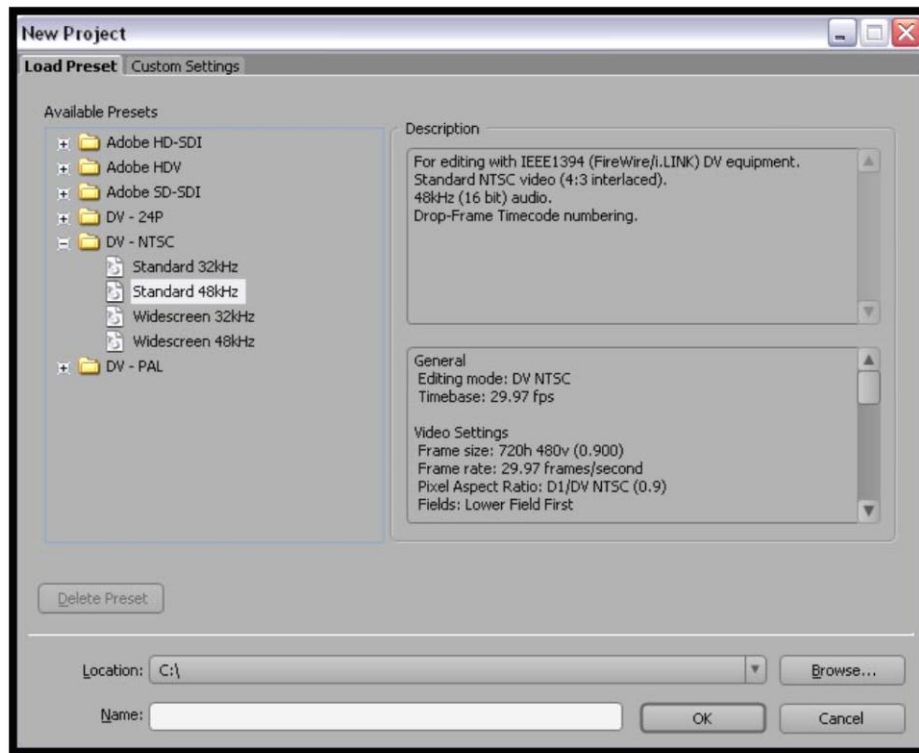 New Project
Load Preset Custom Settings
Available Presets
Adobe HD-SDI
Adobe HDV
Adobe SD-SDI
DV - 24P
DV - NTSC
Standard 32kHz
Standard 48kHz
Widescreen 32kHz
Widescreen 48kHz
DV - PAL
Description
For editing with IEEE1394 (FireWire/i.LINK) DV equipment.
Standard NTSC video (4:3 interlaced).
48kHz (16 bit) audio.
Drop-Frame Timecode numbering.
General
Editing mode: DV NTSC
Timebase: 29.97 fps
Video Settings
Frame size: 720h 480v (0.900)
Frame rate: 29.97 frames/second
Pixel Aspect Ratio: D1/DV NTSC (0.9)
Fields: Lower Field First
Delete Preset
Location: C:\ Browse...
Name: OK Cancel